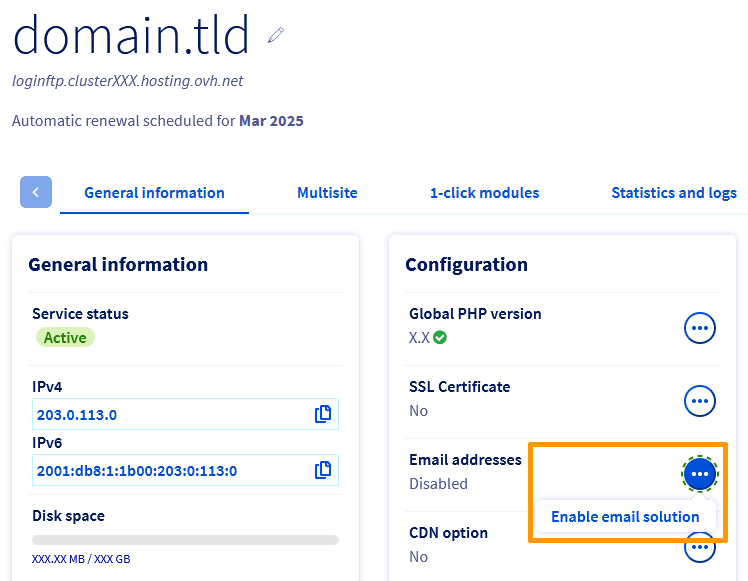 domain.tld
loginftp.clusterXXX.hosting.ovh.net
Automatic renewal scheduled for Mar 2025
General information
Multisite
1-click modules
Statistics and logs
General information
Service status
Active
IPv4
203.0.113.0
IPv6
2001:db8:1:1b00:203:0:113:0
Disk space
XXX.XX MB / XXX GB
Configuration
Global PHP version
X.X
SSL Certificate
No
Email addresses
Disabled
Enable email solution
CDN option
No